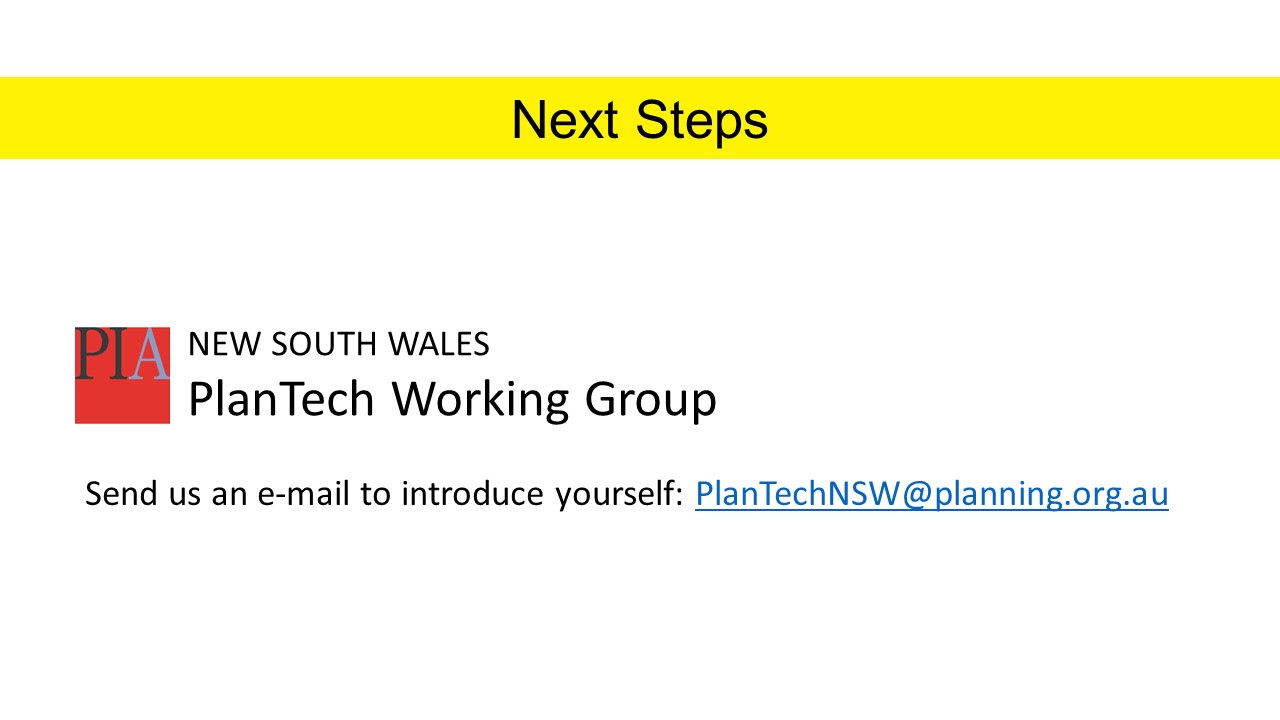 Next Steps
PIA
NEW SOUTH WALES
PlanTech Working Group
Send us an e-mail to introduce yourself: PlanTechNSW@planning.org.au